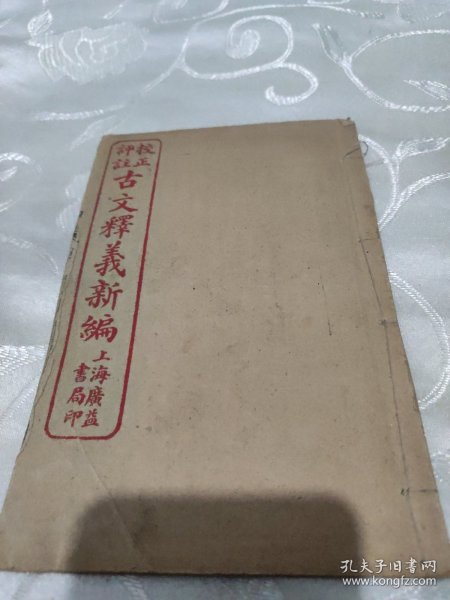 校正
評註
古文釋義新編
上海廣益
書局印
孔夫子旧书网
www.kongfz.com